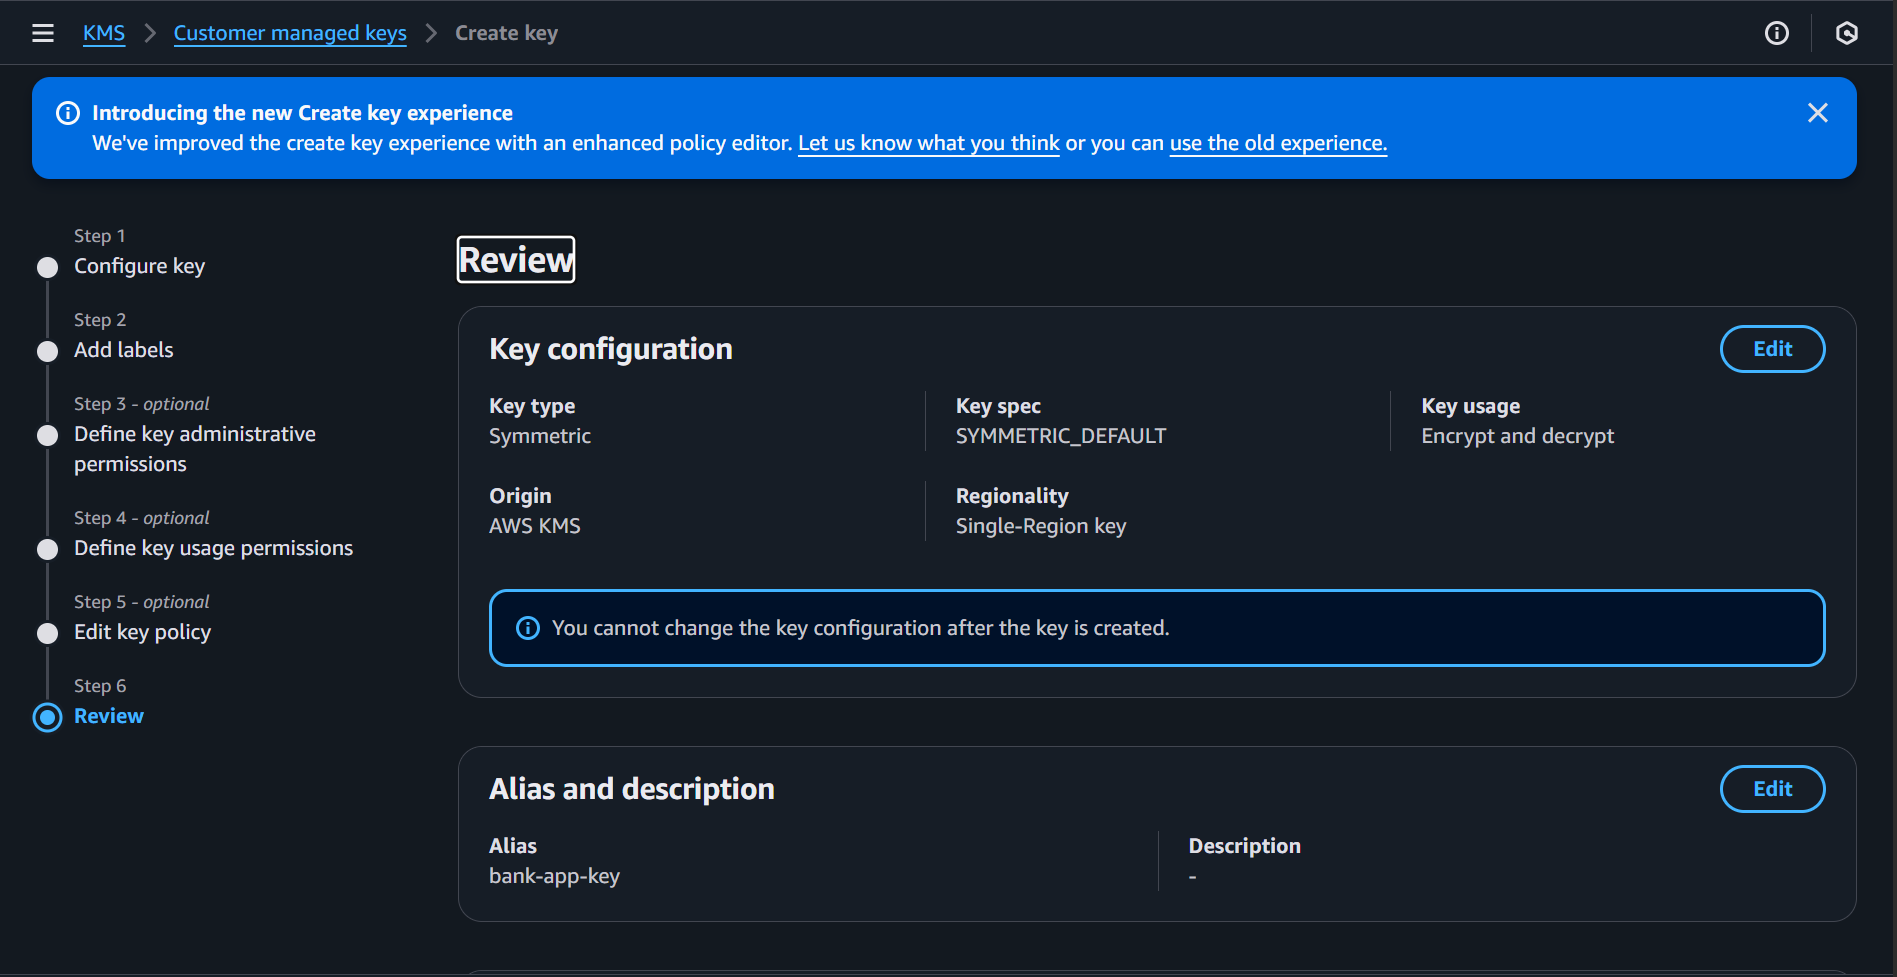 KMS > Customer managed keys > Create key
Introducing the new Create key experience
We've improved the create key experience with an enhanced policy editor. Let us know what you think or you can use the old experience.
Step 1
Configure key
Step 2
Add labels
Step 3 - optional
Define key administrative
permissions
Step 4 - optional
Define key usage permissions
Step 5 - optional
Edit key policy
Step 6
Review
Review
Key configuration
Edit
Key type
Symmetric
Key spec
SYMMETRIC_DEFAULT
Key usage
Encrypt and decrypt
Origin
AWS KMS
Regionality
Single-Region key
You cannot change the key configuration after the key is created.
Alias and description
Edit
Alias
bank-app-key
Description
-